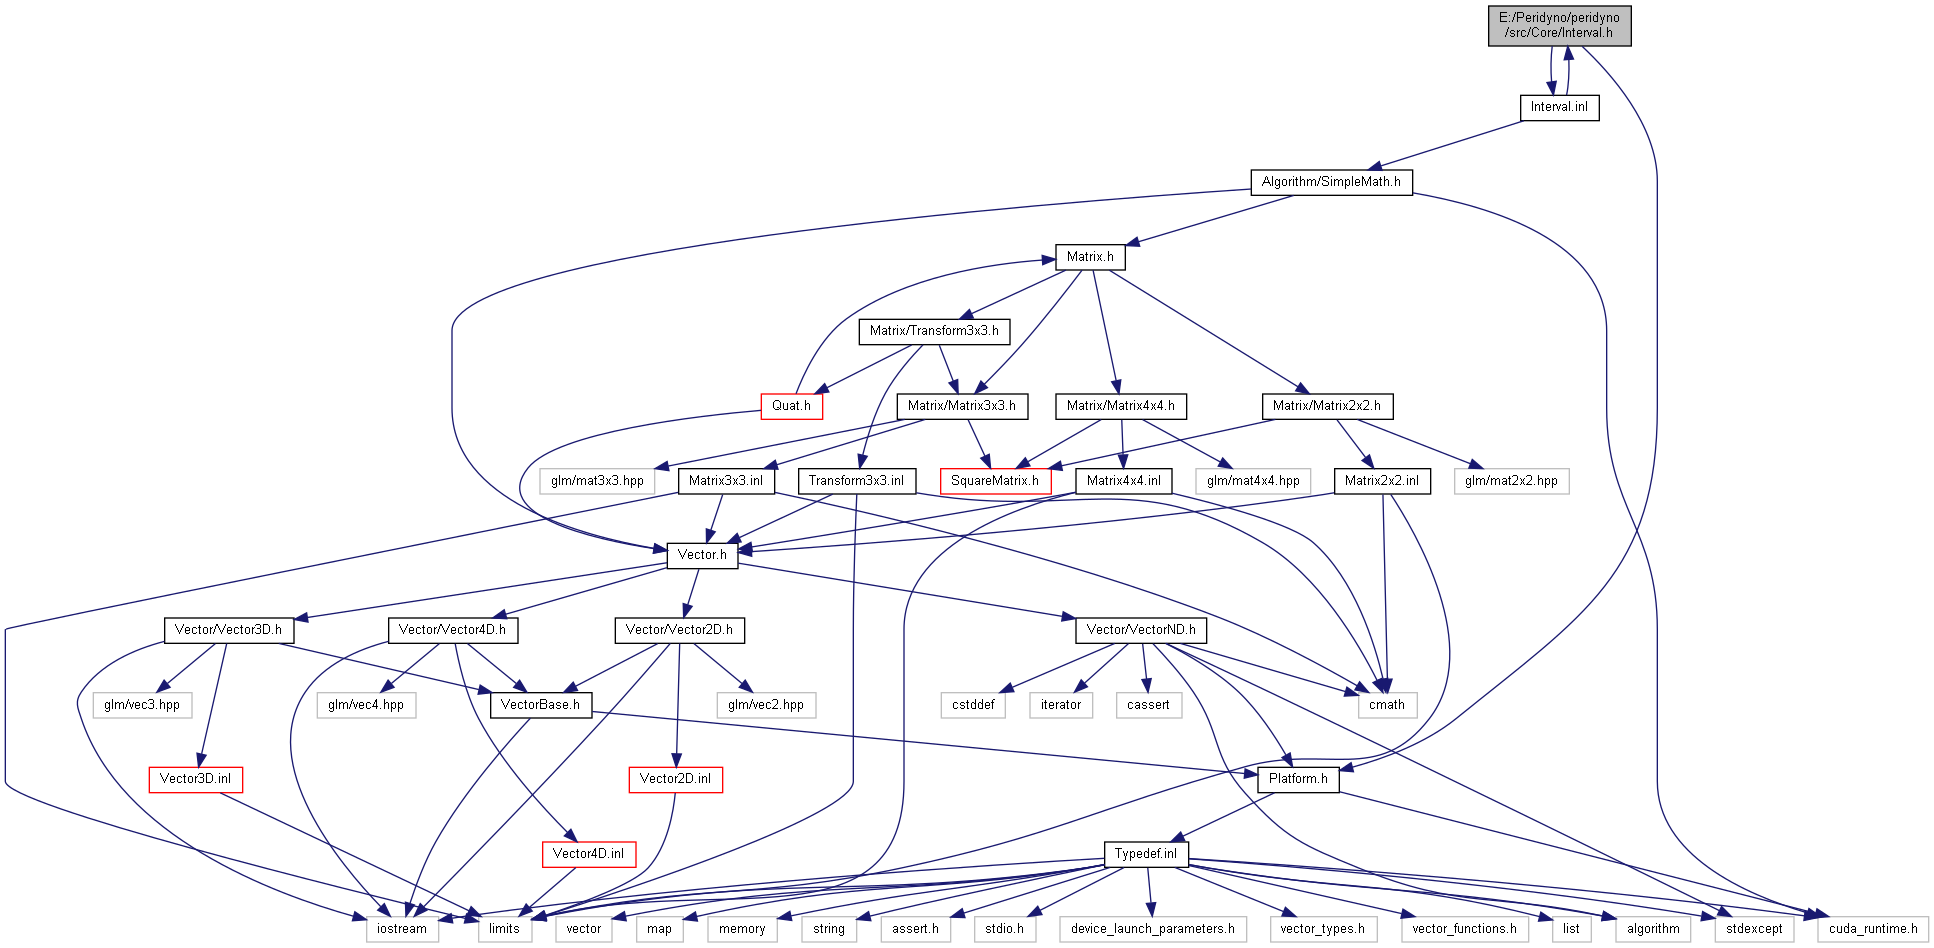 E:/Peridyno/peridyno
/src/Core/Interval.h
Interval.inl
Algorithm/SimpleMath.h
Matrix.h
Matrix/Transform3x3.h
Quat.h
Matrix/Matrix3x3.h
Matrix/Matrix4x4.h
Matrix/Matrix2x2.h
glm/mat3x3.hpp
Matrix3x3.inl
Transform3x3.inl
SquareMatrix.h
Matrix4x4.inl
glm/mat4x4.hpp
Matrix2x2.inl
glm/mat2x2.hpp
Vector.h
Vector/Vector3D.h
Vector/Vector4D.h
Vector/Vector2D.h
Vector/VectorND.h
glm/vec3.hpp
glm/vec4.hpp
VectorBase.h
glm/vec2.hpp
cstddef
iterator
cassert
cmath
Vector3D.inl
Vector2D.inl
Platform.h
Vector4D.inl
Typedef.inl
iostream
limits
vector
map
memory
string
assert.h
stdio.h
device_launch_parameters.h
vector_types.h
vector_functions.h
list
algorithm
stdexcept
cuda_runtime.h